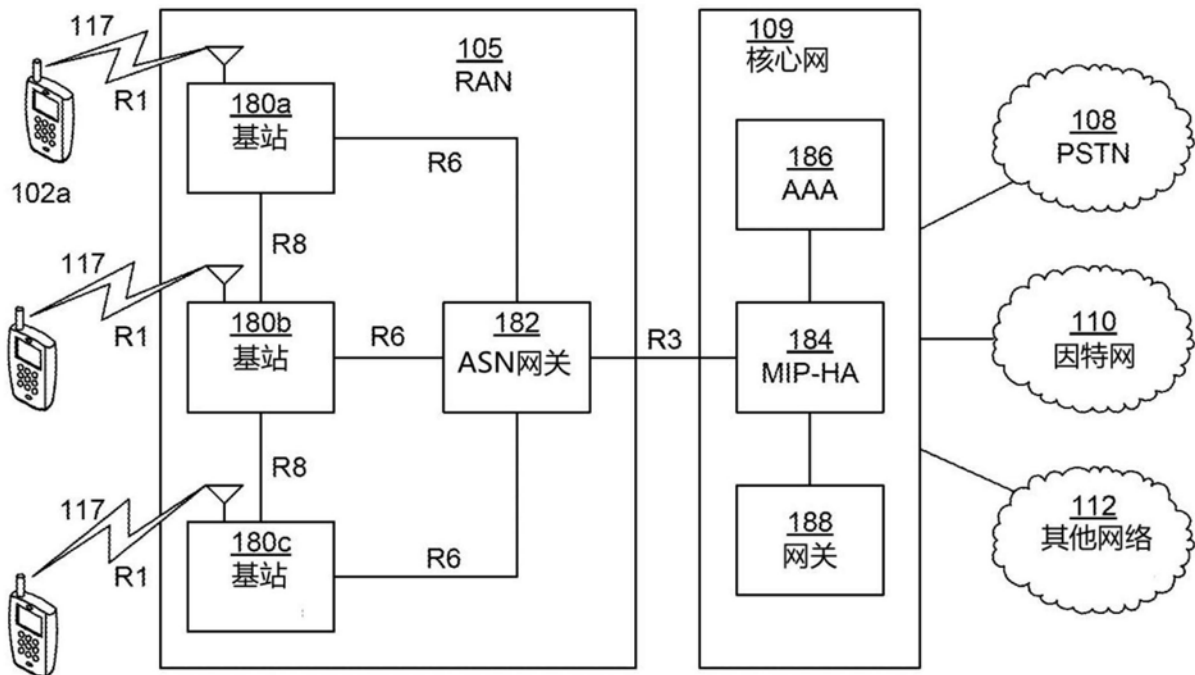 117
R1
102a
105
RAN
180a
基站
R6
R8
117
R1
180b
基站
R6
182
ASN网关
R8
117
R1
180c
基站
R6
R3
109
核心网
186
AAA
184
MIP-HA
188
网关
108
PSTN
110
因特网
112
其他网络